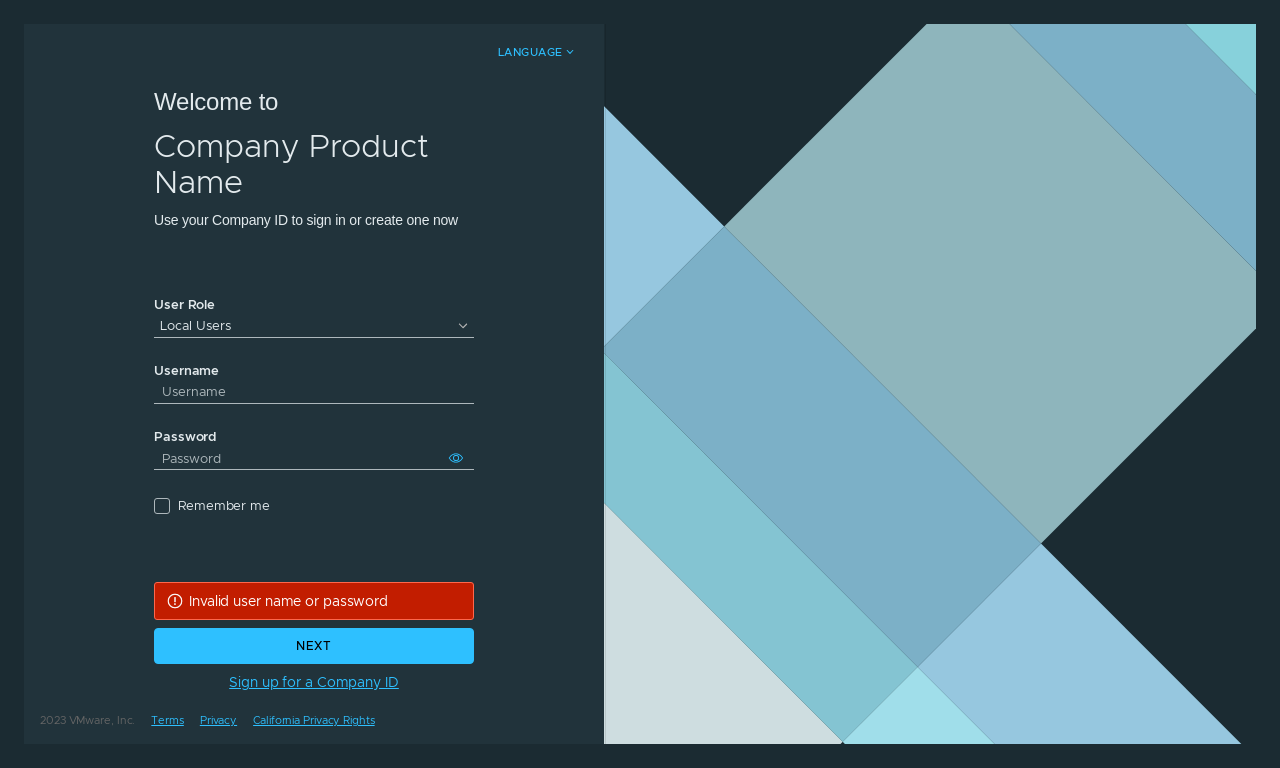 LANGUAGE
Welcome to
Company Product
Name
Use your Company ID to sign in or create one now
User Role
Local Users
Username
Username
Password
Password
Remember me
Invalid user name or password
NEXT
Sign up for a Company ID
2023 VMware, Inc. Terms Privacy California Privacy Rights